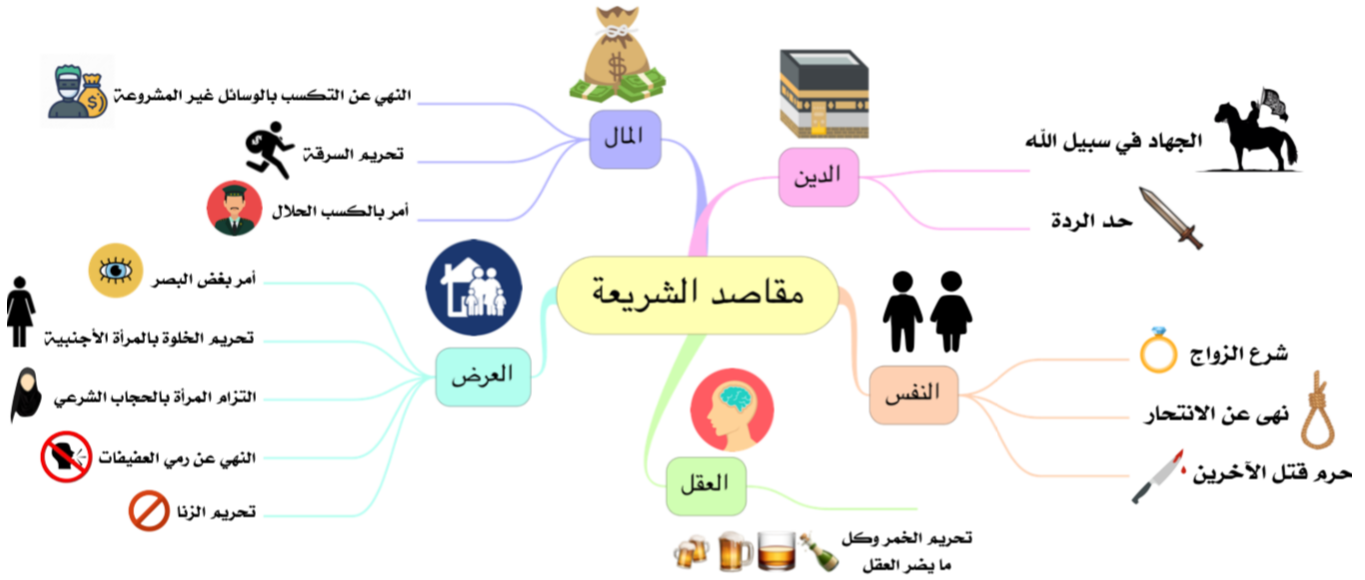 مقاصد الشريعة
الدين
الجهاد في سبيل الله
حد الردة
النفس
شرع الزواج
نهى عن الانتحار
حرم قتل الآخرين
العقل
تحريم الخمر وكل
ما يضر العقل
العرض
أمر بغض البصر
تحريم الخلوة بالمرأة الأجنبية
التزام المرأة بالحجاب الشرعي
النهي عن رمي العفيفات
تحريم الزنا
المال
النهي عن التكسب بالوسائل غير المشروعة
تحريم السرقة
أمر بالكسب الحلال